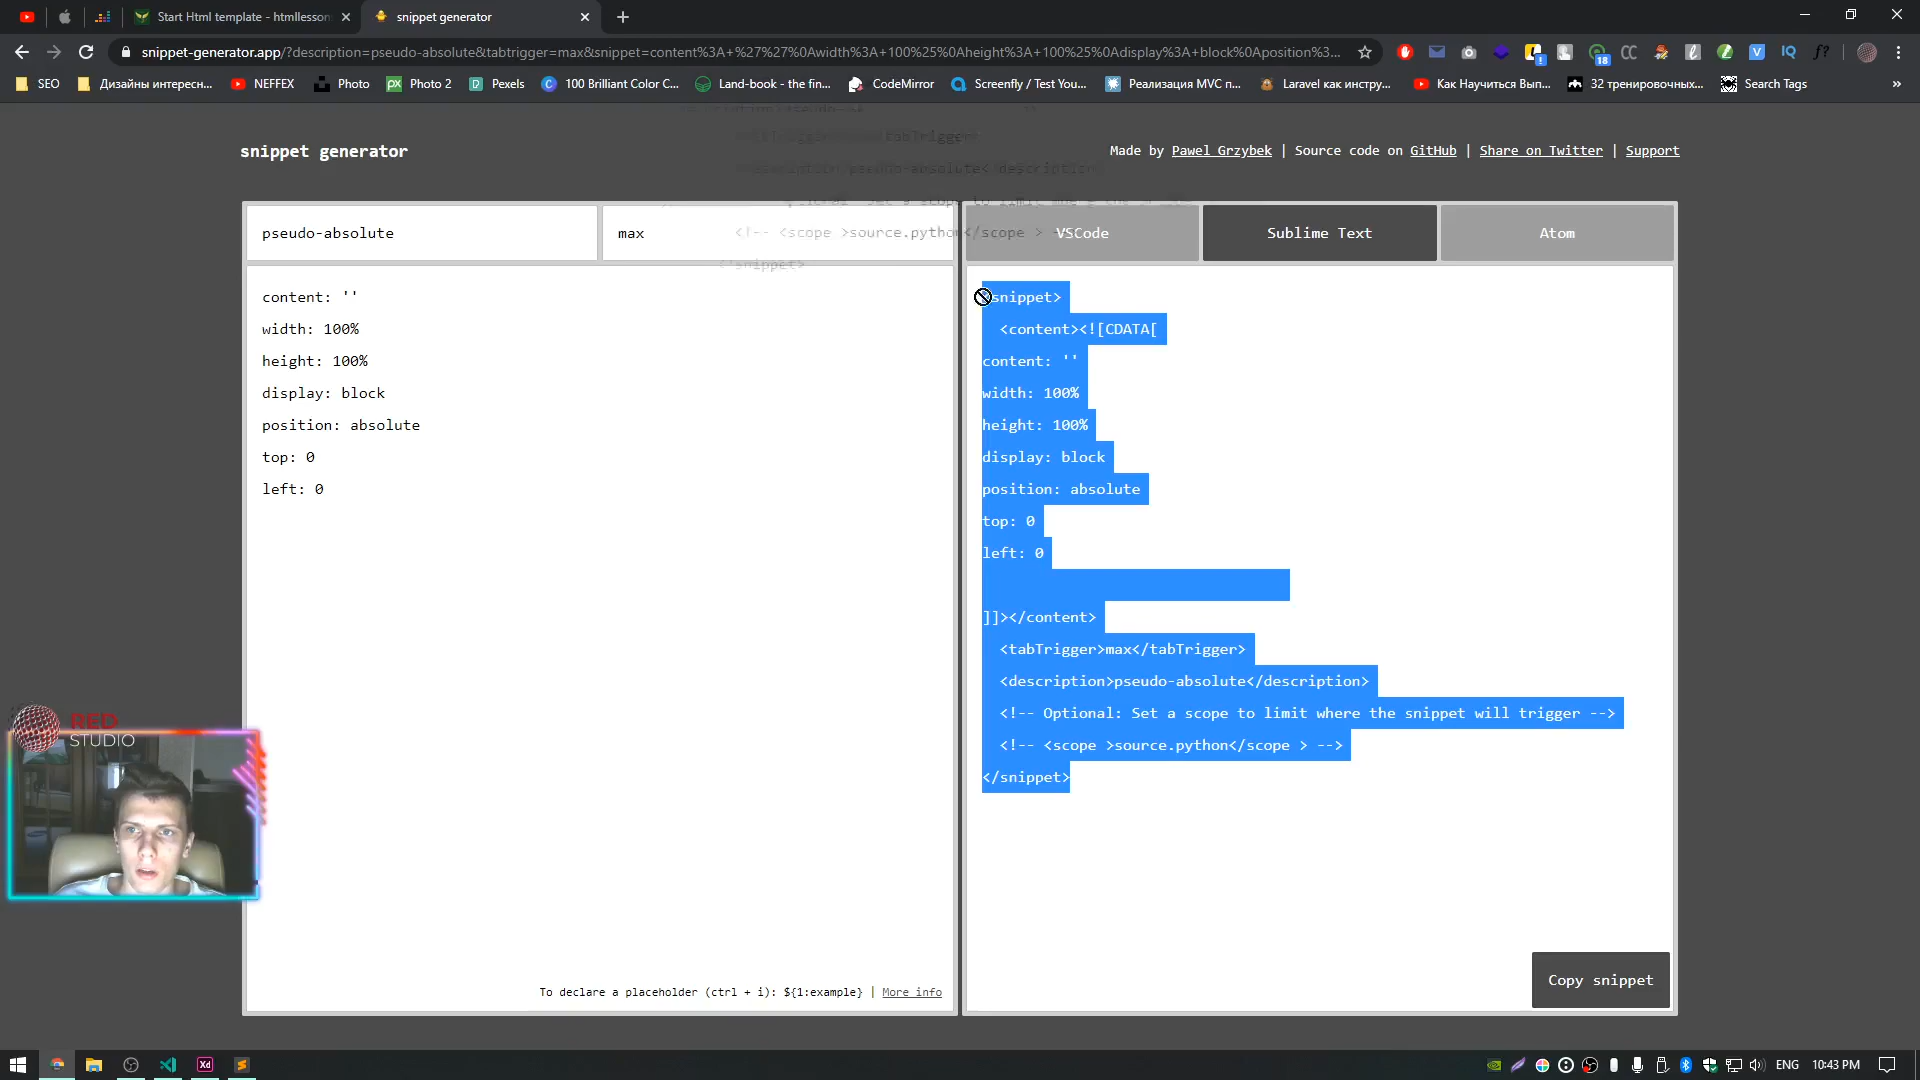 Start Html template - htmllesson
snippet generator
snippet-generator.app/?description=pseudo-absolute&tabtrigger=max&snippet=content%3A+%27%27%0Awidth%3A+100%25%0Aheight%3A+100%25%0Adisplay%3A+block%0Aposition%3...
SEO
Дизайны интересн...
NEFFEX
Photo
Photo 2
Pexels
100 Brilliant Color C...
Land-book - the fin...
CodeMirror
Screenfly / Test You...
Реализация MVC п...
Laravel как инстру...
Как Научиться Вып...
32 тренировочных...
Search Tags
snippet generator
Made by Pawel Grzybek | Source code on GitHub | Share on Twitter | Support
pseudo-absolute
max
VSCode
Sublime Text
Atom
content: ''
width: 100%
height: 100%
display: block
position: absolute
top: 0
left: 0
To declare a placeholder (ctrl + i): ${1:example} | More info
snippet>
<content><![CDATA[
content: ''
width: 100%
height: 100%
display: block
position: absolute
top: 0
left: 0
]]></content>
<tabTrigger>max</tabTrigger>
<description>pseudo-absolute</description>
<!-- Optional: Set a scope to limit where the snippet will trigger -->
<!-- <scope >source.python</scope > -->
</snippet>
Copy snippet
<!-- <scope >source.python</scope > -
RED
STUDIO
ENG
10:43 PM